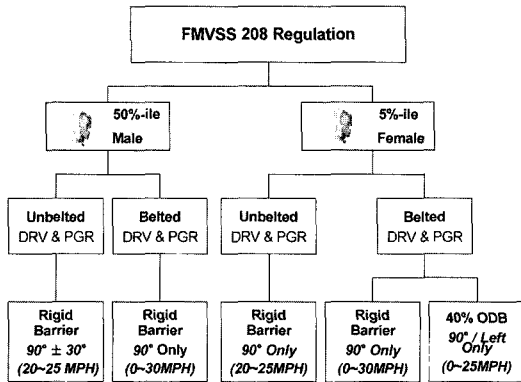 FMVSS 208 Regulation
50%-ile
Male
5%-ile
Female
Unbelted
DRV & PGR
Belted
DRV & PGR
Unbelted
DRV & PGR
Belted
DRV & PGR
Rigid
Barrier
90° ± 30°
(20~25 MPH)
Rigid
Barrier
90° Only
(0~30MPH)
Rigid
Barrier
90° Only
(20~25MPH)
Rigid
Barrier
90° Only
(0~30MPH)
40% ODB
90° / Left
Only
(0~25MPH)